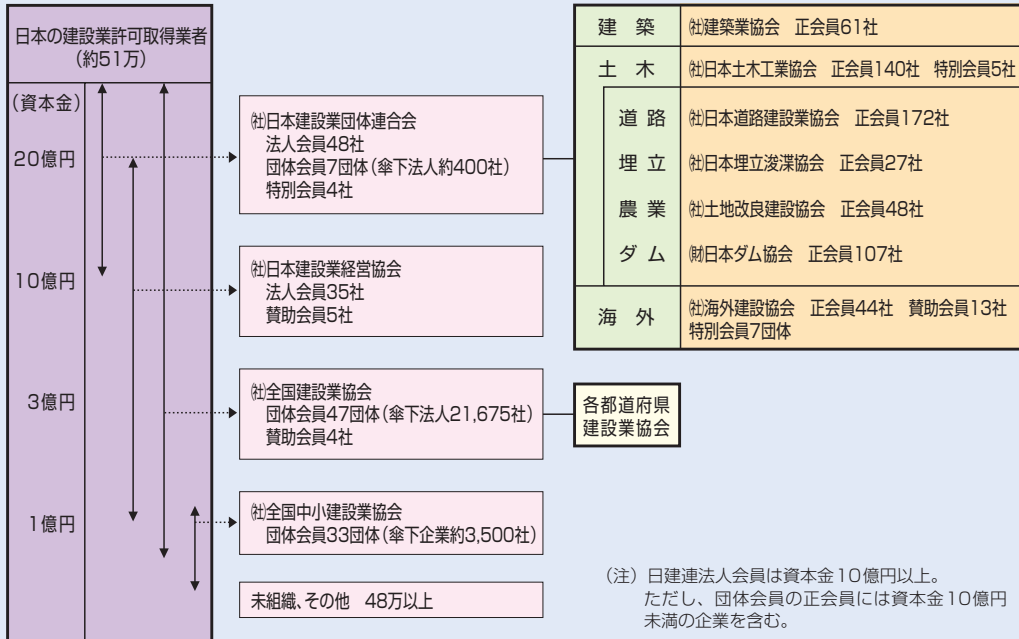 日本の建設業許可取得業者
(約51万)
(資本金)
20億円
10億円
3億円
1億円
㈳日本建設業団体連合会
法人会員48社
団体会員7団体(傘下法人約400社)
特別会員4社
㈳日本建設業経営協会
法人会員35社
賛助会員5社
㈳全国建設業協会
団体会員47団体(傘下法人21,675社)
賛助会員4社
㈳全国中小建設業協会
団体会員33団体(傘下企業約3,500社)
未組織、その他 48万以上
建 築 ㈳建築業協会 正会員61社
土 木 ㈳日本土木工業協会 正会員140社 特別会員5社
道 路 ㈳日本道路建設業協会 正会員172社
埋 立 ㈳日本埋立浚渫協会 正会員27社
農 業 ㈳土地改良建設協会 正会員48社
ダ ム ㈶日本ダム協会 正会員107社
海 外 ㈳海外建設協会 正会員44社 賛助会員13社
特別会員7団体
各都道府県
建設業協会
(注)日建連法人会員は資本金10億円以上。
ただし、団体会員の正会員には資本金10億円
未満の企業を含む。